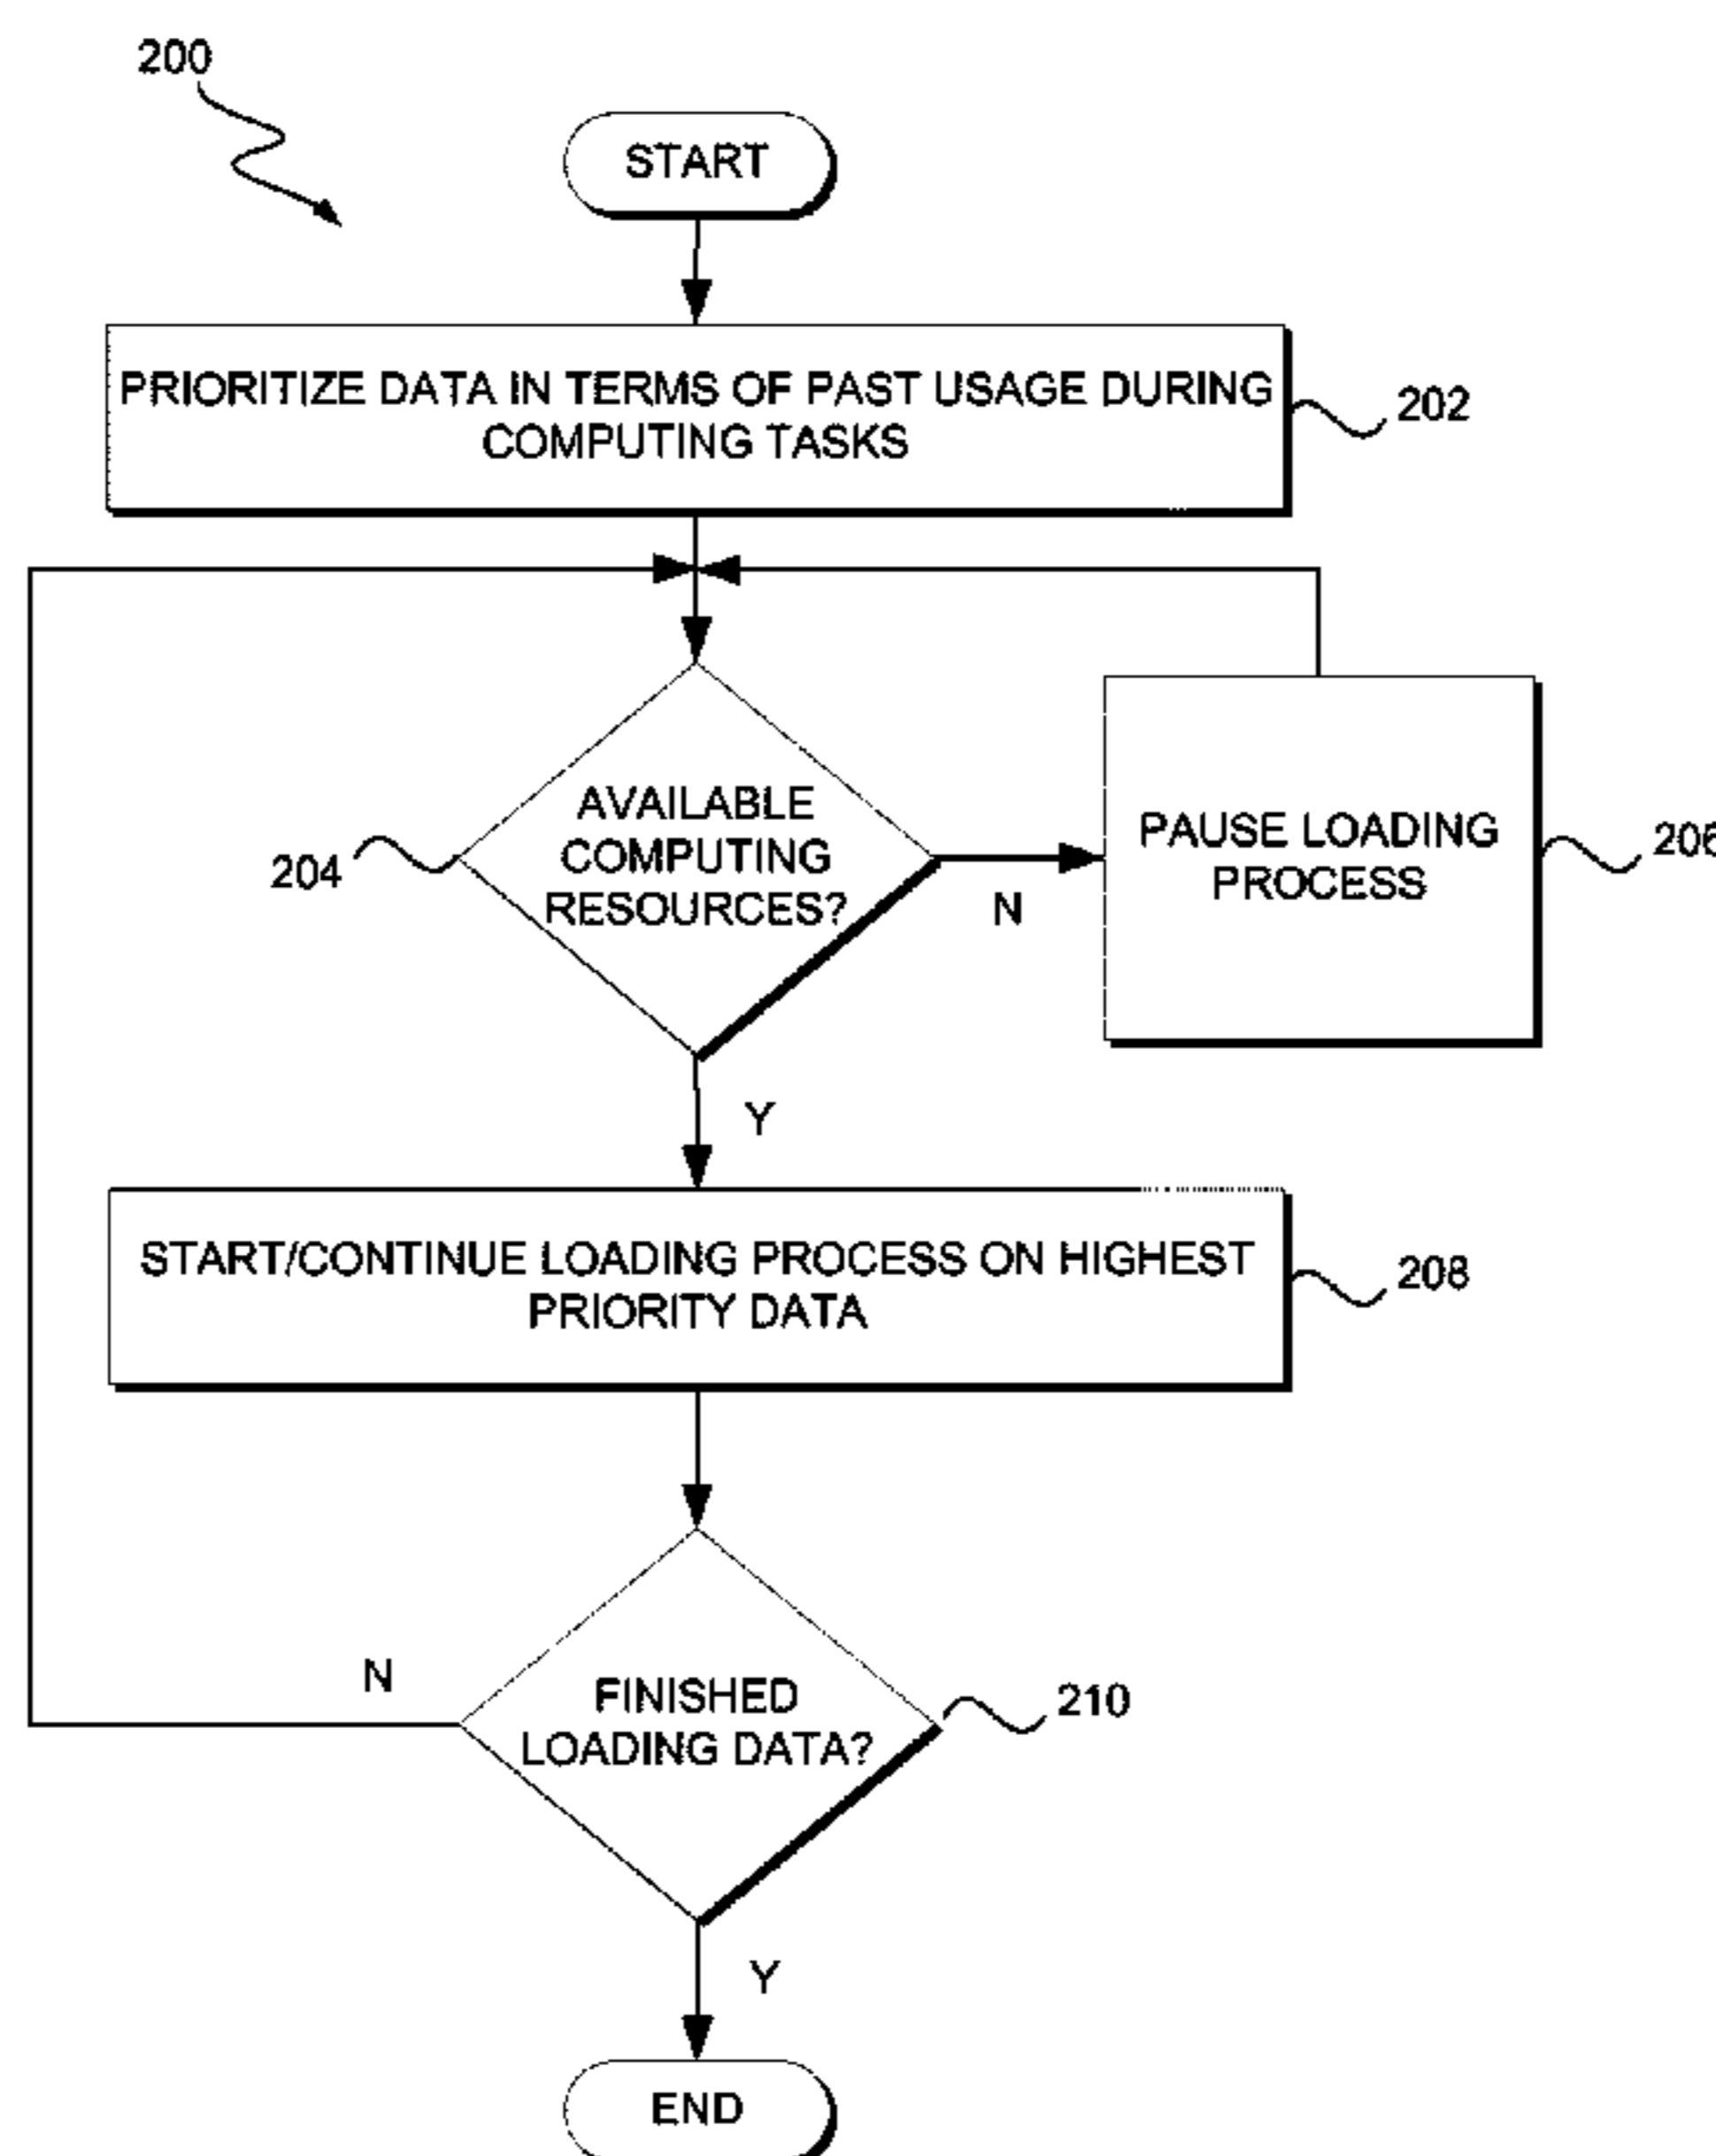 200
START
PRIORITIZE DATA IN TERMS OF PAST USAGE DURING
COMPUTING TASKS
202
AVAILABLE
COMPUTING
RESOURCES?
204
N
PAUSE LOADING
PROCESS
206
Y
START/CONTINUE LOADING PROCESS ON HIGHEST
PRIORITY DATA
208
N
FINISHED
LOADING DATA?
210
Y
END